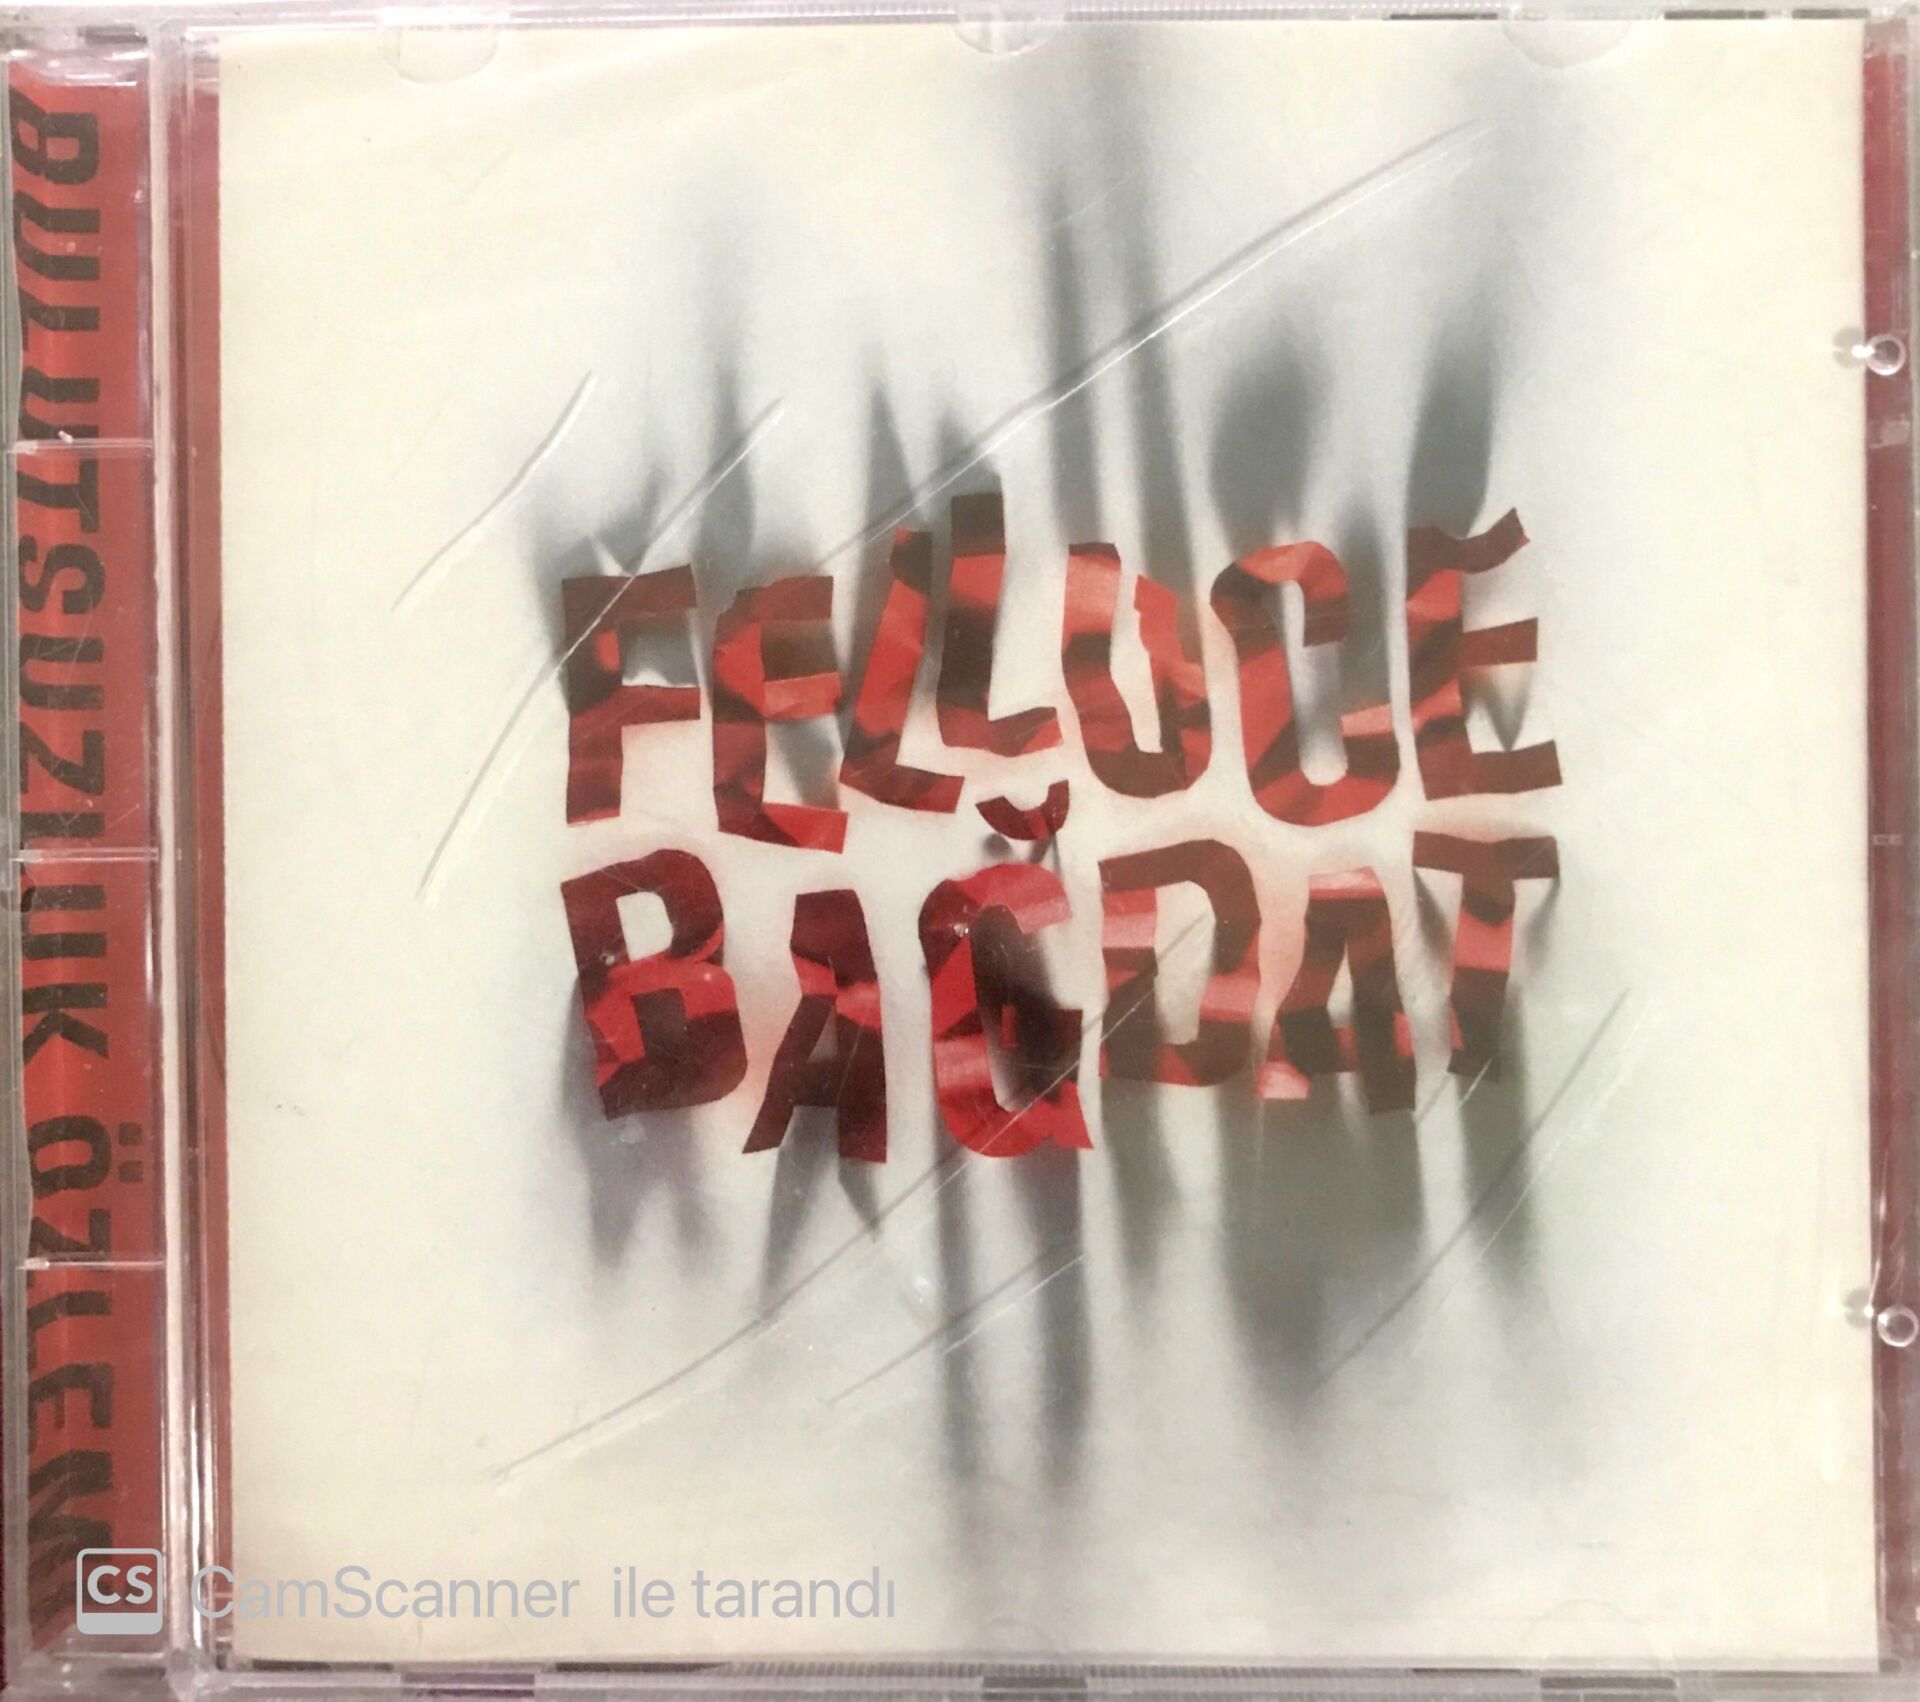 BULUTSUZLUK ÖZLEMİ
FELLUCE
BAĞDAT
CS CamScanner ile tarandı